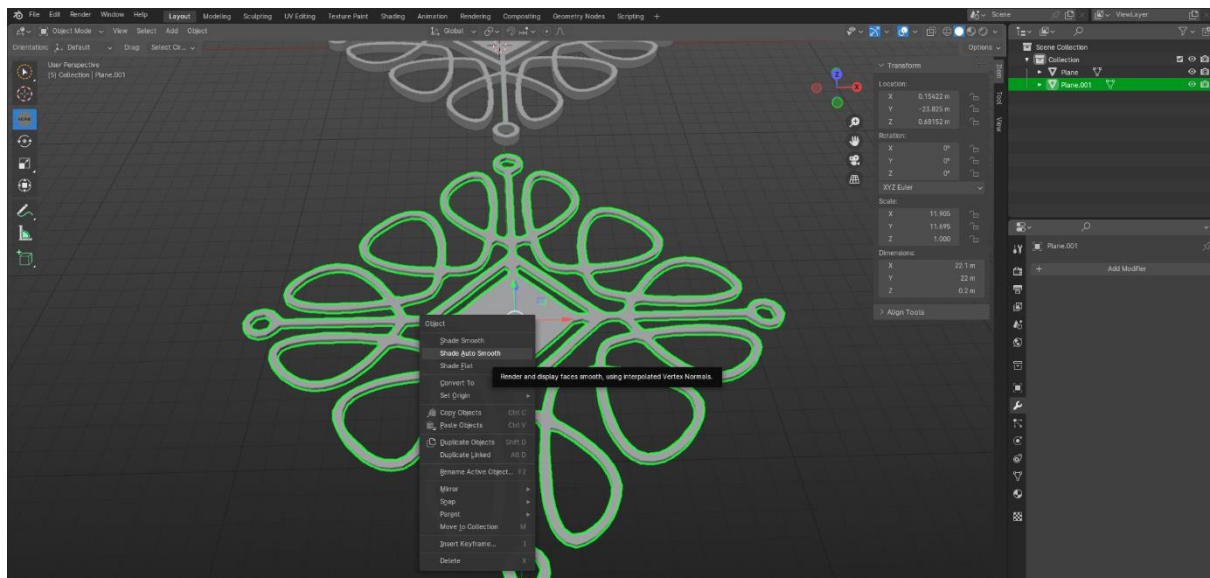 File Edit Render Window Help Layout Modeling Sculpting UV Editing Texture Paint Shading Animation Rendering Compositing Geometry Nodes Scripting + Scene ViewLayer
Object Mode View Select Add Object Global
Orientation: Default Drag: Select Cir... Options
User Perspective
(5) Collection | Plane.001
Z
X
Transform
Location:
X 0.15422 m
Y -23.825 m
Z 0.68152 m
Rotation:
X 0°
Y 0°
Z 0°
XYZ Euler
Scale:
X 11.905
Y 11.695
Z 1.000
Dimensions:
X 22.1 m
Y 22 m
Z 0.2 m
Align Tools
Item
Tool
View
Scene Collection
Collection
Plane
Plane.001
Plane.001
+ Add Modifier
Object
Shade Smooth
Shade Auto Smooth
Shade Flat
Render and display faces smooth, using interpolated Vertex Normals.
Convert To
Set Origin
Copy Objects Ctrl C
Paste Objects Ctrl V
Duplicate Objects Shift D
Duplicate Linked Alt D
Rename Active Object... F2
Mirror
Snap
Parent
Move to Collection M
Insert Keyframe... I
Delete X